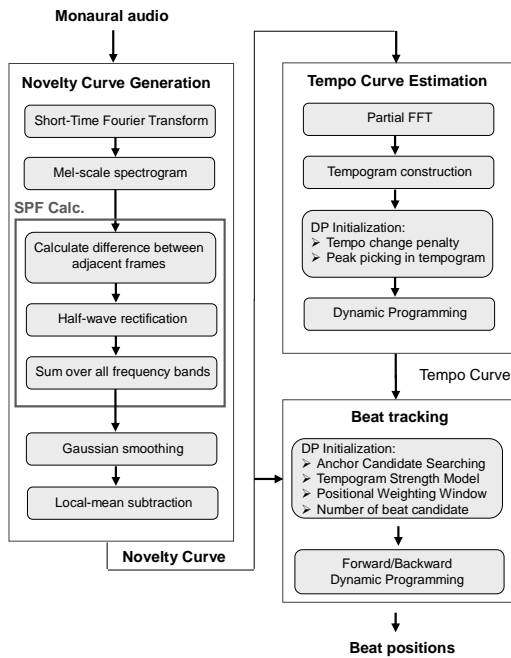 Monaural audio
Novelty Curve Generation
Short-Time Fourier Transform
Mel-scale spectrogram
SPF Calc.
Calculate difference between
adjacent frames
Half-wave rectification
Sum over all frequency bands
Gaussian smoothing
Local-mean subtraction
Novelty Curve
Tempo Curve Estimation
Partial FFT
Tempogram construction
DP Initialization:
➢ Tempo change penalty
➢ Peak picking in tempogram
Dynamic Programming
Tempo Curve
Beat tracking
DP Initialization:
➢ Anchor Candidate Searching
➢ Tempogram Strength Model
➢ Positional Weighting Window
➢ Number of beat candidate
Forward/Backward
Dynamic Programming
Beat positions